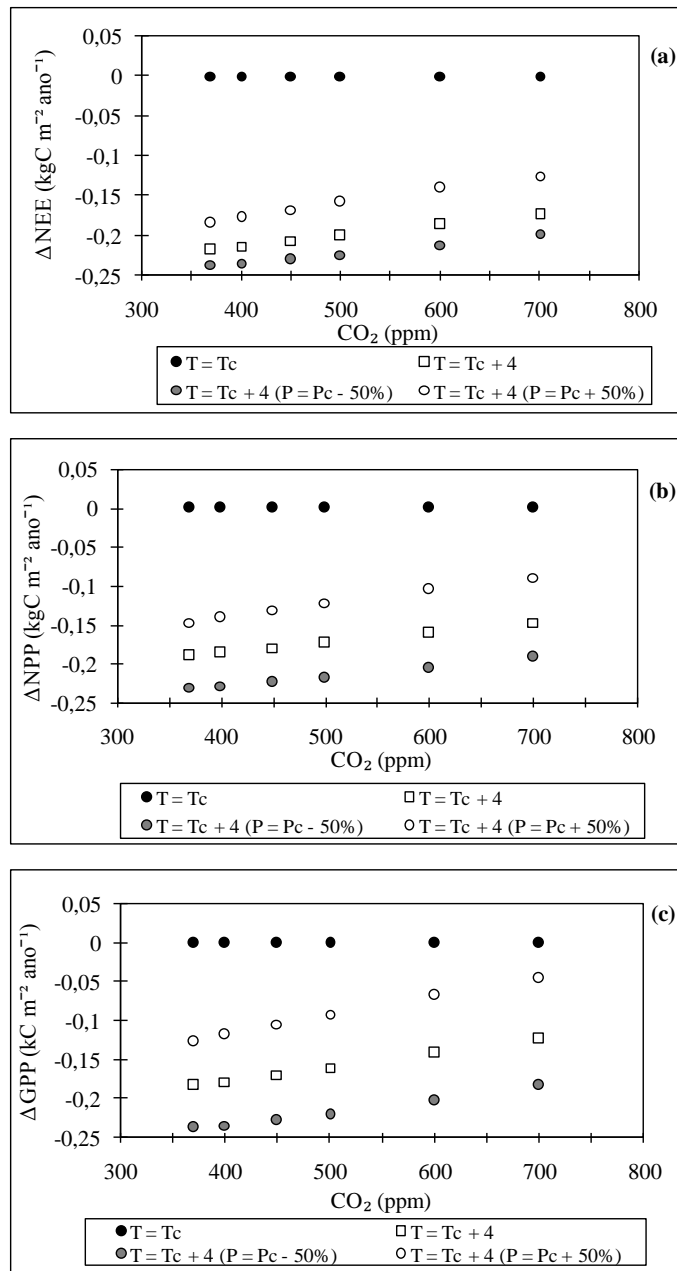 (a)
0,05
0
-0,05
-0,1
-0,15
-0,2
-0,25
ΔNEE (kgC m⁻² ano⁻¹)
300 400 500 600 700 800
CO₂ (ppm)
T = Tc
T = Tc + 4
T = Tc + 4 (P = Pc - 50%)
T = Tc + 4 (P = Pc + 50%)
(b)
0,05
0
-0,05
-0,1
-0,15
-0,2
-0,25
ΔNPP (kgC m⁻² ano⁻¹)
300 400 500 600 700 800
CO₂ (ppm)
T = Tc
T = Tc + 4
T = Tc + 4 (P = Pc - 50%)
T = Tc + 4 (P = Pc + 50%)
(c)
0,05
0
-0,05
-0,1
-0,15
-0,2
-0,25
ΔGPP (kC m⁻² ano⁻¹)
300 400 500 600 700 800
CO₂ (ppm)
T = Tc
T = Tc + 4
T = Tc + 4 (P = Pc - 50%)
T = Tc + 4 (P = Pc + 50%)